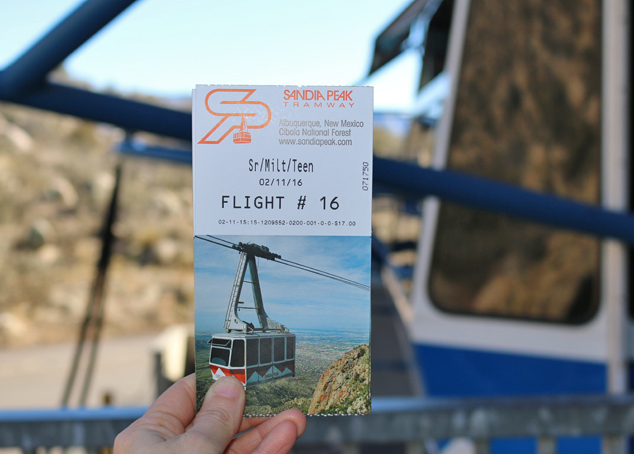 SANDIA PEAK
TRAMWAY
Albuquerque, New Mexico
Cibola National Forest
www.sandiapeak.com
Sr/Milt/Teen
02/11/16
FLIGHT # 16
02-11-15:15-1209552-0200-001-0-0-$17.00
071750